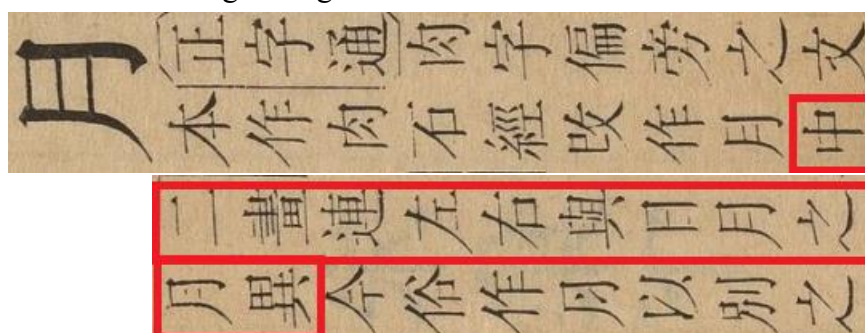 月
正字通肉字偏旁之文
本作肉石經改作月中
二畫連左右與日月之
月異今俗作⺼以別之